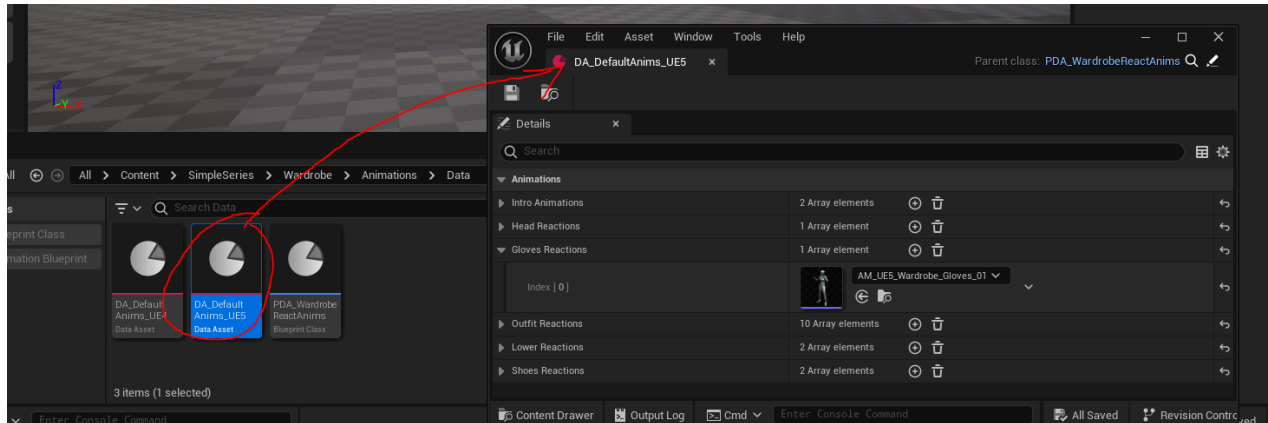 File Edit Asset Window Tools Help
DA_DefaultAnims_UE5
Parent class: PDA_WardrobeReactAnims
Details
Search
Animations
Intro Animations 2 Array elements
Head Reactions 1 Array element
Gloves Reactions 1 Array element
Index [ 0 ] AM_UE5_Wardrobe_Gloves_01
Outfit Reactions 10 Array elements
Lower Reactions 2 Array elements
Shoes Reactions 2 Array elements
Content Drawer Output Log Cmd Enter Console Command All Saved Revision Contro
Z
Y
All All > Content > SimpleSeries > Wardrobe > Animations > Data
Search Data
eprint Class
mation Blueprint
DA_Default
Anims_UE4
Data Asset
DA_Default
Anims_UE5
Data Asset
PDA_Wardrobe
ReactAnims
Blueprint Class
3 items (1 selected)
Enter Console Command